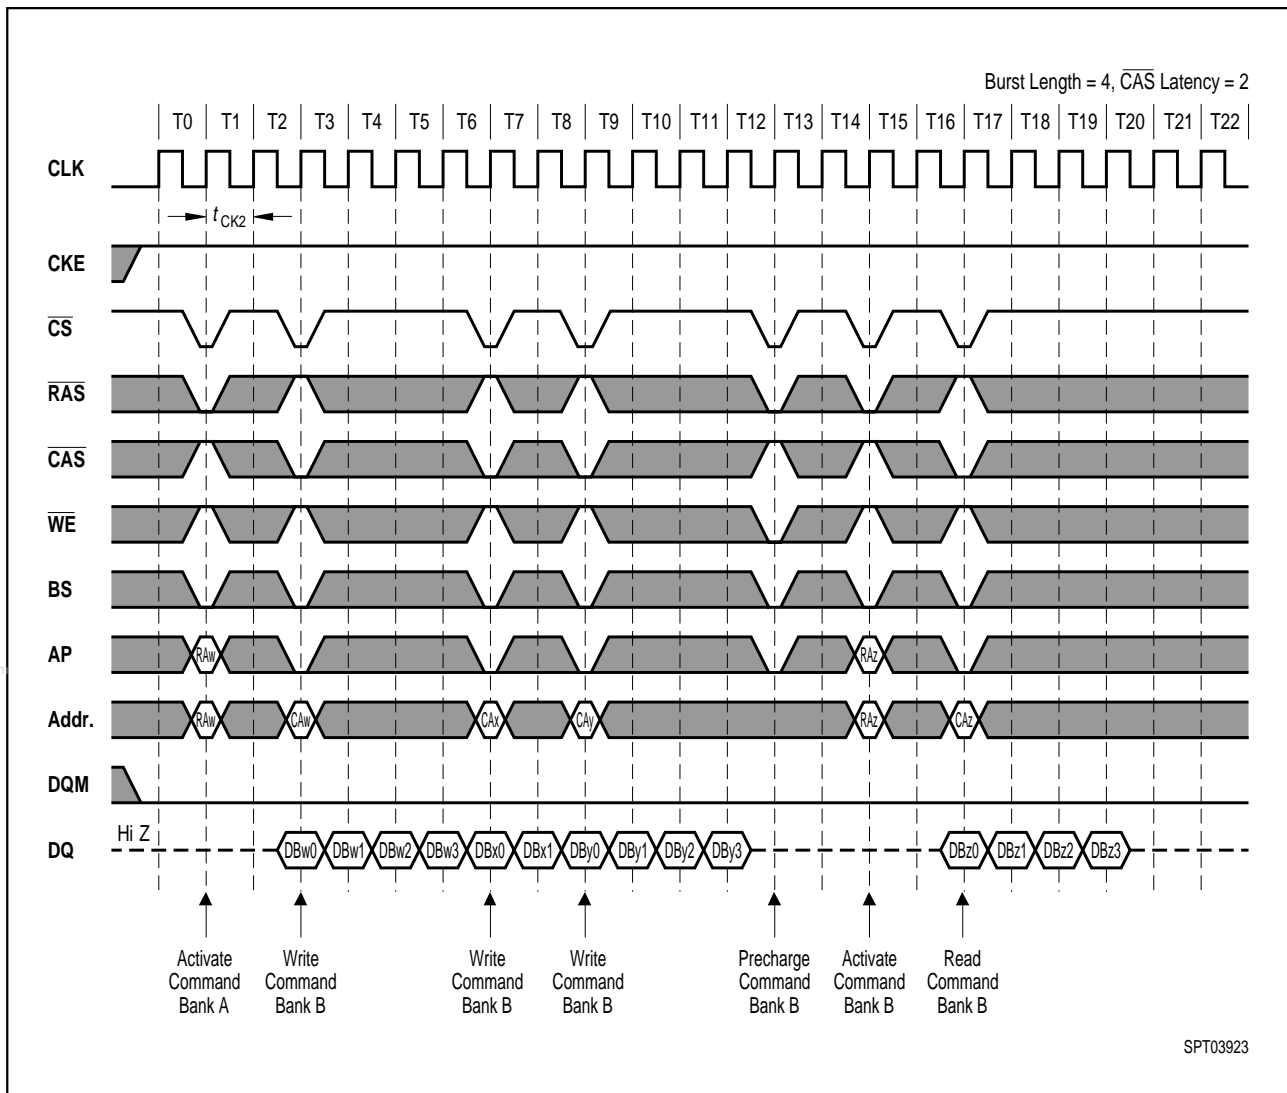 Burst Length = 4, CAS Latency = 2
T0 T1 T2 T3 T4 T5 T6 T7 T8 T9 T10 T11 T12 T13 T14 T15 T16 T17 T18 T19 T20 T21 T22
CLK
t CK2
CKE
CS
RAS
CAS
WE
BS
AP RAw RAz
Addr. RAw CAw CAx CAy RAz CAz
DQM
Hi Z
DQ DBw0 DBw1 DBw2 DBw3 DBx0 DBx1 DBy0 DBy1 DBy2 DBy3 DBz0 DBz1 DBz2 DBz3
Activate
Command
Bank A
Write
Command
Bank B
Write
Command
Bank B
Write
Command
Bank B
Precharge
Command
Bank B
Activate
Command
Bank B
Read
Command
Bank B
SPT03923